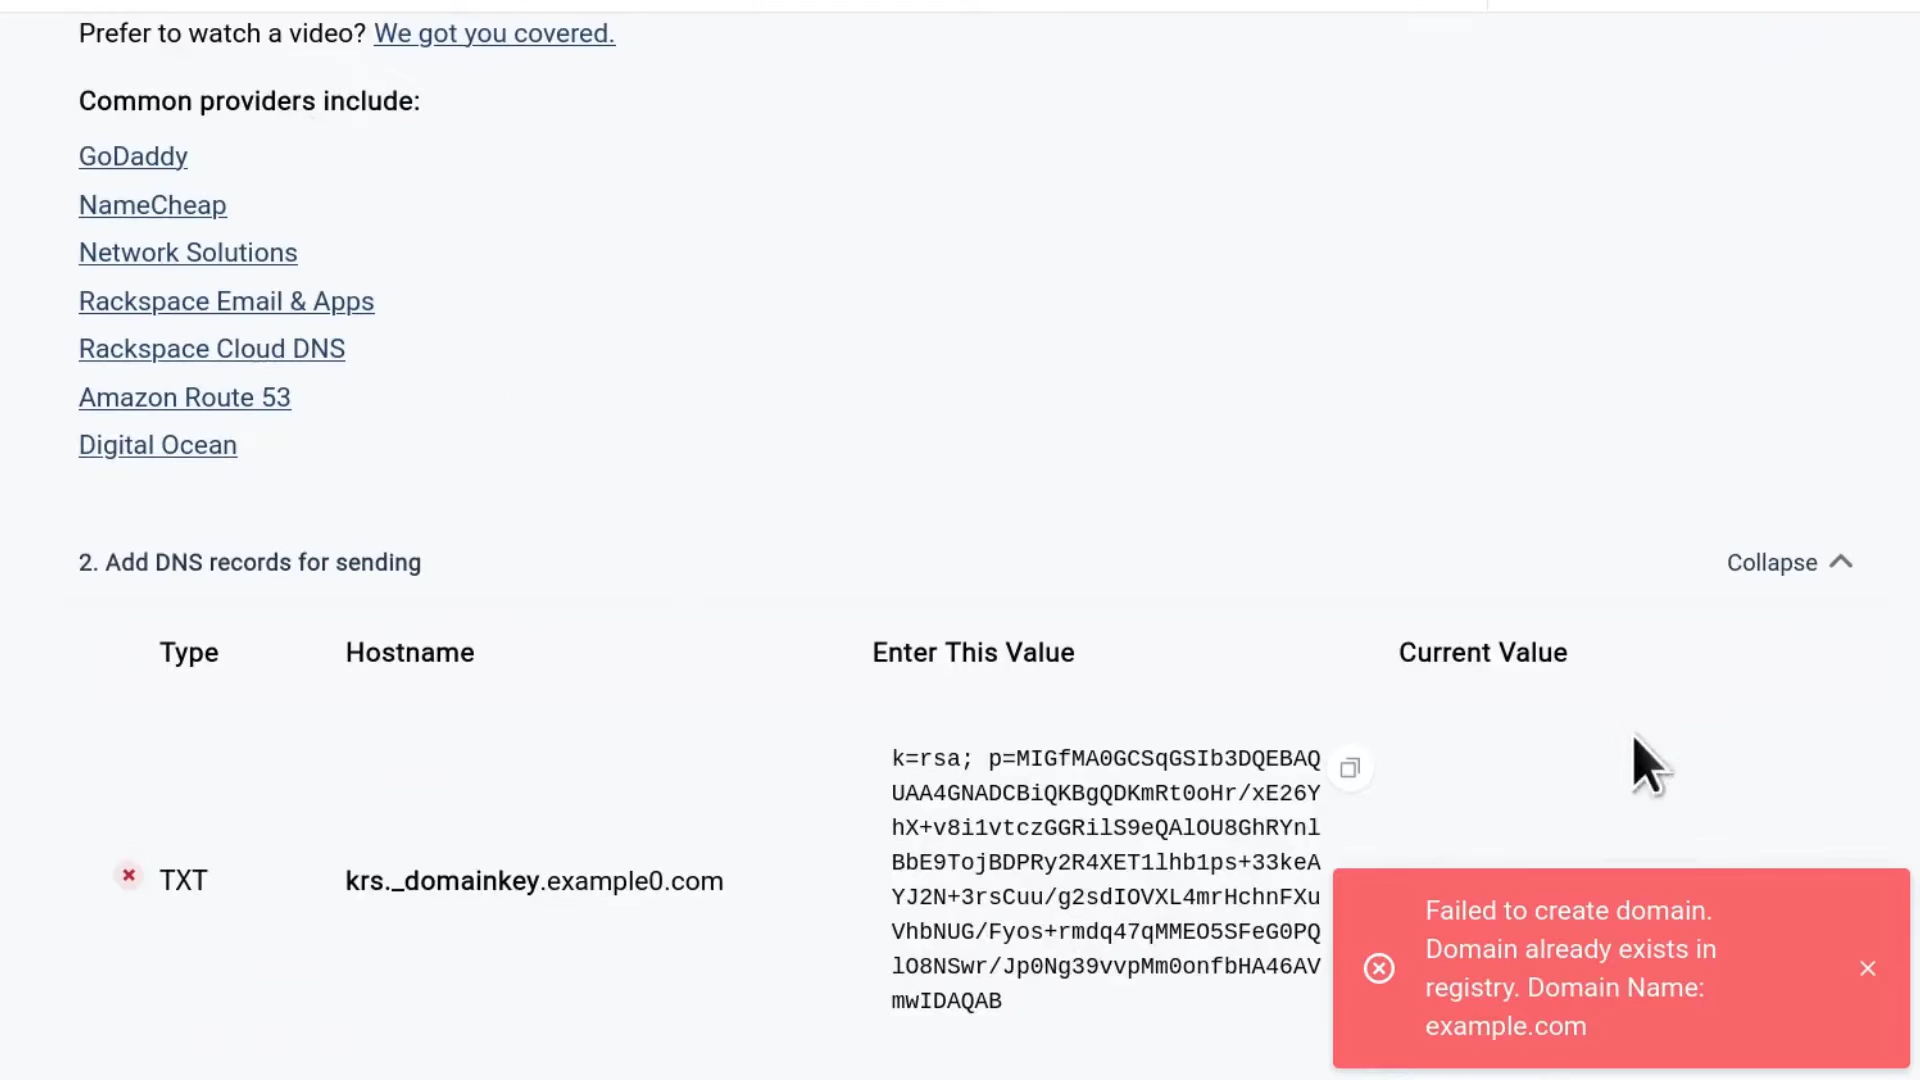 Prefer to watch a video? We got you covered.
Common providers include:
GoDaddy
NameCheap
Network Solutions
Rackspace Email & Apps
Rackspace Cloud DNS
Amazon Route 53
Digital Ocean
2. Add DNS records for sending
Collapse
Type Hostname Enter This Value Current Value
TXT krs._domainkey.example0.com
k=rsa; p=MIGfMA0GCSqGSIb3DQEBAQ
UAA4GNADCBiQKBgQDKmRt0oHr/xE26Y
hX+v8i1vtczGGRilS9eQAlOU8GhRYnl
BbE9TojBDPRy2R4XET1lhb1ps+33keA
YJ2N+3rsCuu/g2sdIOVXL4mrHchnFXu
VhbNUG/Fyos+rmdq47qMMEO5SFeG0PQ
lO8NSwr/Jp0Ng39vvpMm0onfbHA46AV
mwIDAQAB
Failed to create domain.
Domain already exists in
registry. Domain Name:
example.com